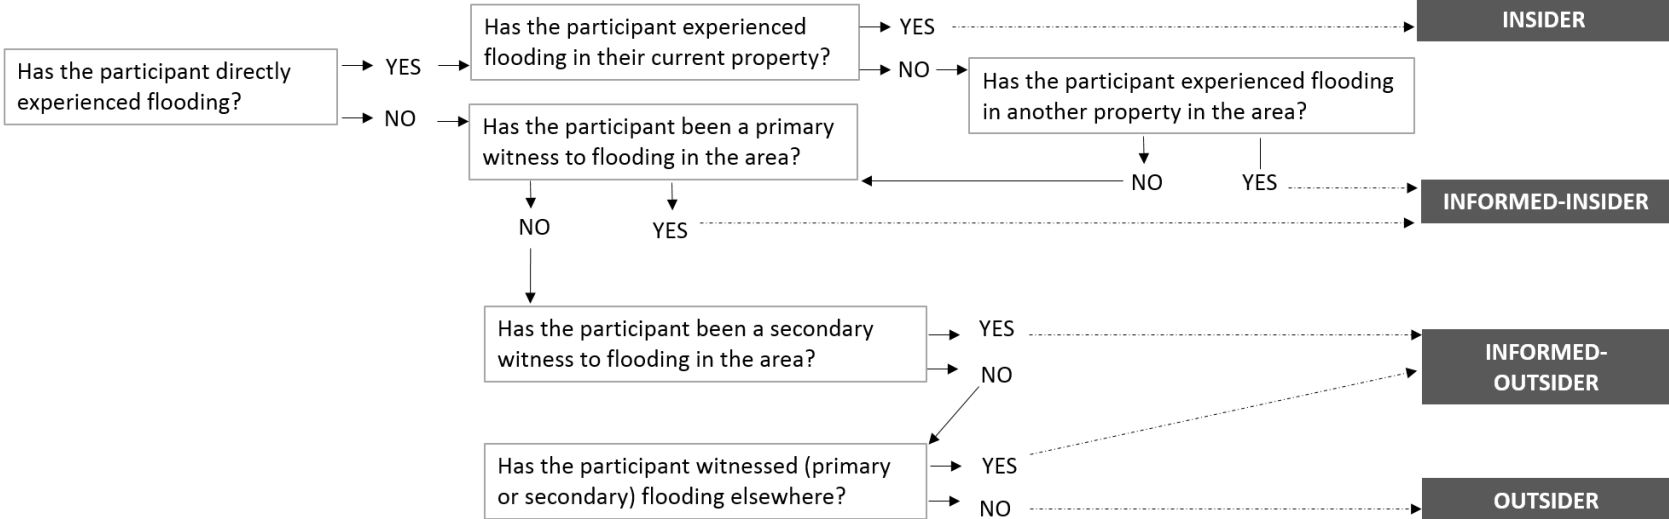 Has the participant directly
experienced flooding?
YES
NO
Has the participant experienced
flooding in their current property?
YES
NO
INSIDER
Has the participant experienced flooding
in another property in the area?
NO
YES
Has the participant been a primary
witness to flooding in the area?
NO
YES
INFORMED-INSIDER
Has the participant been a secondary
witness to flooding in the area?
YES
NO
INFORMED-
OUTSIDER
Has the participant witnessed (primary
or secondary) flooding elsewhere?
YES
NO
OUTSIDER